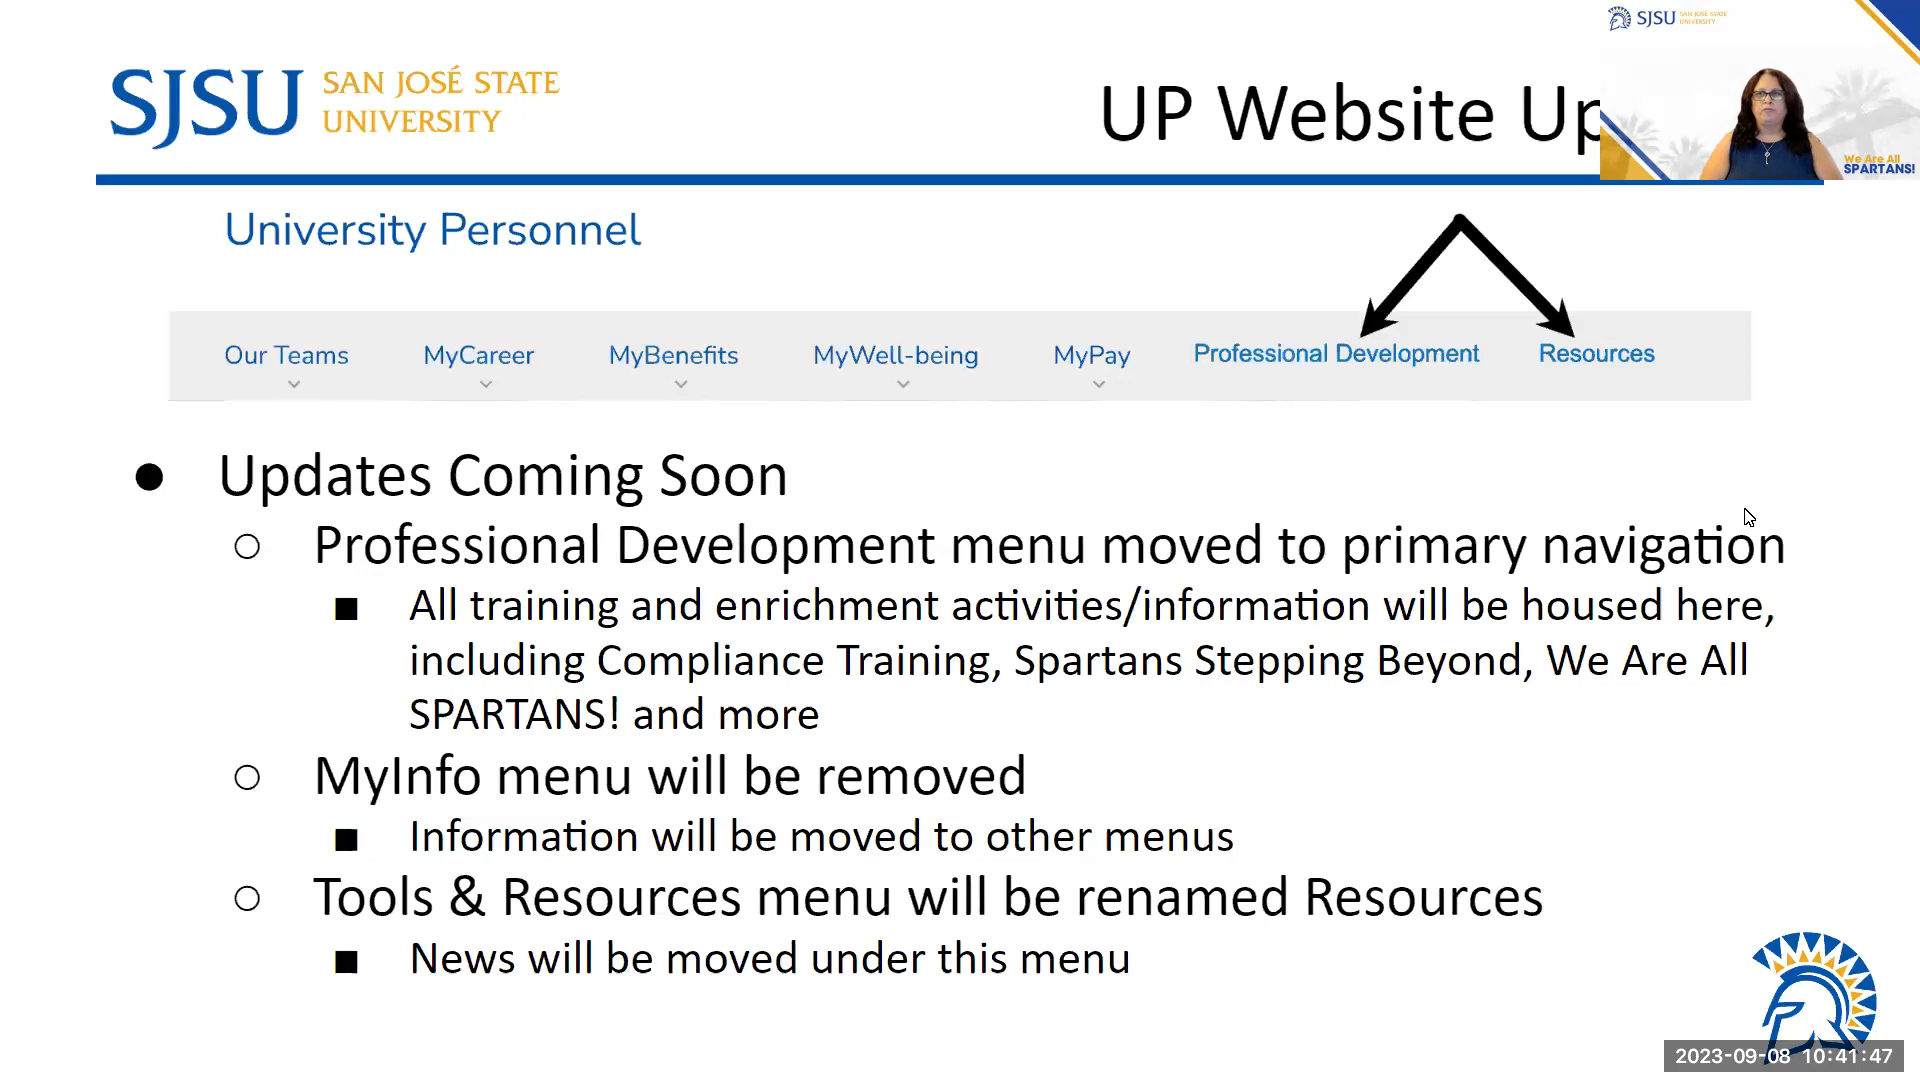 SJSU SAN JOSÉ STATE
UNIVERSITY
UP Website Up
SJSU SAN JOSÉ STATE
UNIVERSITY
We Are All
SPARTANS!
University Personnel
Our Teams MyCareer MyBenefits MyWell-being MyPay Professional Development Resources
● Updates Coming Soon
○ Professional Development menu moved to primary navigation
■ All training and enrichment activities/information will be housed here,
including Compliance Training, Spartans Stepping Beyond, We Are All
SPARTANS! and more
○ MyInfo menu will be removed
■ Information will be moved to other menus
○ Tools & Resources menu will be renamed Resources
■ News will be moved under this menu
2023-09-08 10:41:47